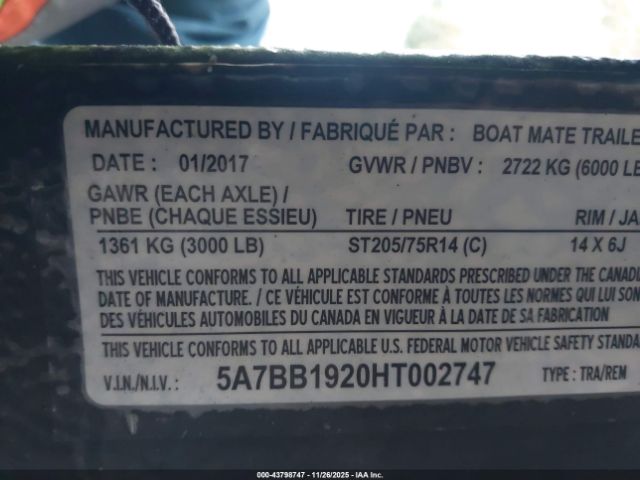 MANUFACTURED BY / FABRIQUÉ PAR : BOAT MATE TRAILE
DATE : 01/2017 GVWR / PNBV : 2722 KG (6000 LB
GAWR (EACH AXLE) /
PNBE (CHAQUE ESSIEU) TIRE / PNEU RIM / JA
1361 KG (3000 LB) ST205/75R14 (C) 14 X 6J
THIS VEHICLE CONFORMS TO ALL APPLICABLE STANDARDS PRESCRIBED UNDER THE CANADI
DATE OF MANUFACTURE. / CE VÉHICULE EST CONFORME À TOUTES LES NORMES QUI LUI SON
DES VÉHICULES AUTOMOBILES DU CANADA EN VIGUEUR À LA DATE DE SA FABRICATION
THIS VEHICLE CONFORMS TO ALL APPLICABLE U.S. FEDERAL MOTOR VEHICLE SAFETY STANDA
V.I.N./N.I.V. : 5A7BB1920HT002747 TYPE : TRA/REM
000-43798747 - 11/26/2025 - IAA Inc.